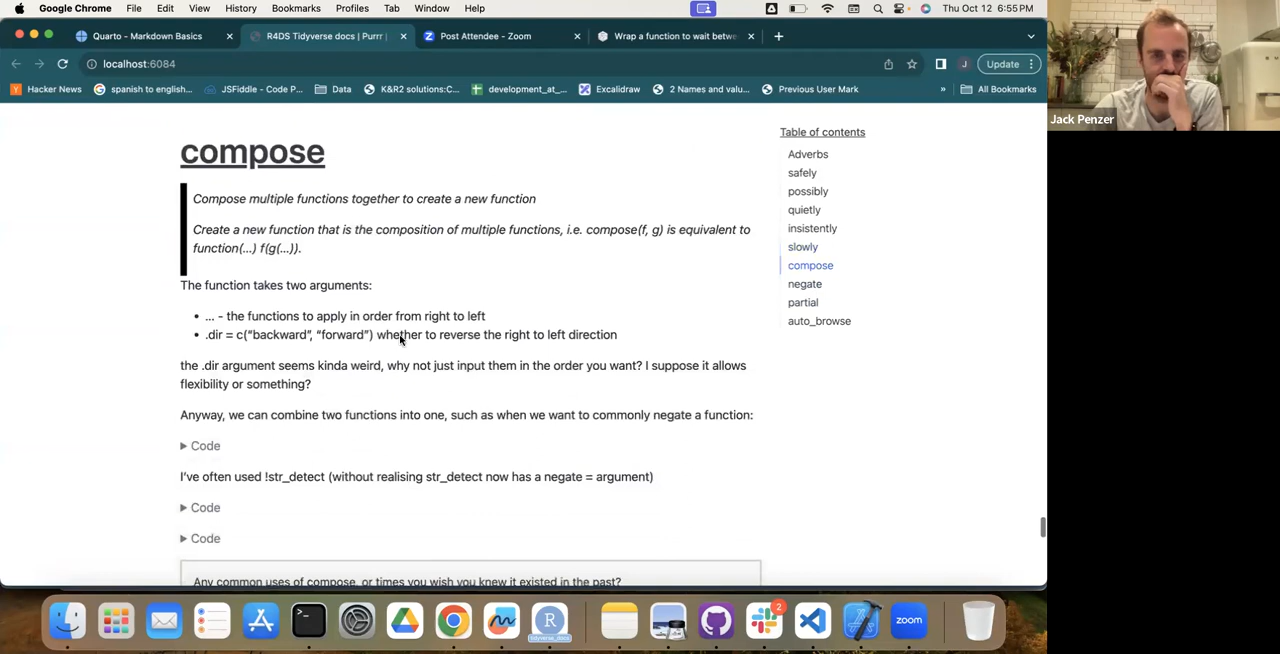 Google Chrome File Edit View History Bookmarks Profiles Tab Window Help Thu Oct 12 6:55 PM
Quarto - Markdown Basics
R4DS Tidyverse docs | Purrr |
Post Attendee - Zoom
Wrap a function to wait betwe
localhost:6084
J
Update
Hacker News
spanish to english...
JSFiddle - Code P...
Data
K&R2 solutions:C...
development_at_...
Excalidraw
2 Names and valu...
Previous User Mark
»
All Bookmarks
Jack Penzer
compose
Compose multiple functions together to create a new function
Create a new function that is the composition of multiple functions, i.e. compose(f, g) is equivalent to
function(...) f(g(...)).
The function takes two arguments:
• ... - the functions to apply in order from right to left
• .dir = c(“backward”, “forward”) whether to reverse the right to left direction
the .dir argument seems kinda weird, why not just input them in the order you want? I suppose it allows
flexibility or something?
Anyway, we can combine two functions into one, such as when we want to commonly negate a function:
Code
I’ve often used !str_detect (without realising str_detect now has a negate = argument)
Code
Code
Any common uses of compose, or times you wish you knew it existed in the past?
Table of contents
Adverbs
safely
possibly
quietly
insistently
slowly
compose
negate
partial
auto_browse
R
tidyverse_docs
2
zoom